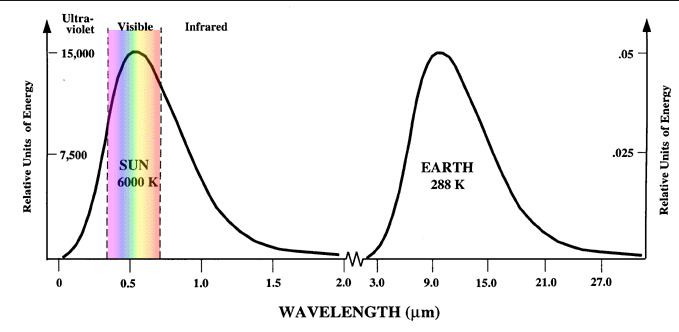 Ultra-
violet
Visible
Infrared
15,000
7,500
Relative Units of Energy
SUN
6000 K
EARTH
288 K
.05
.025
Relative Units of Energy
0 0.5 1.0 1.5 2.0 3.0 9.0 15.0 21.0 27.0
WAVELENGTH (μm)